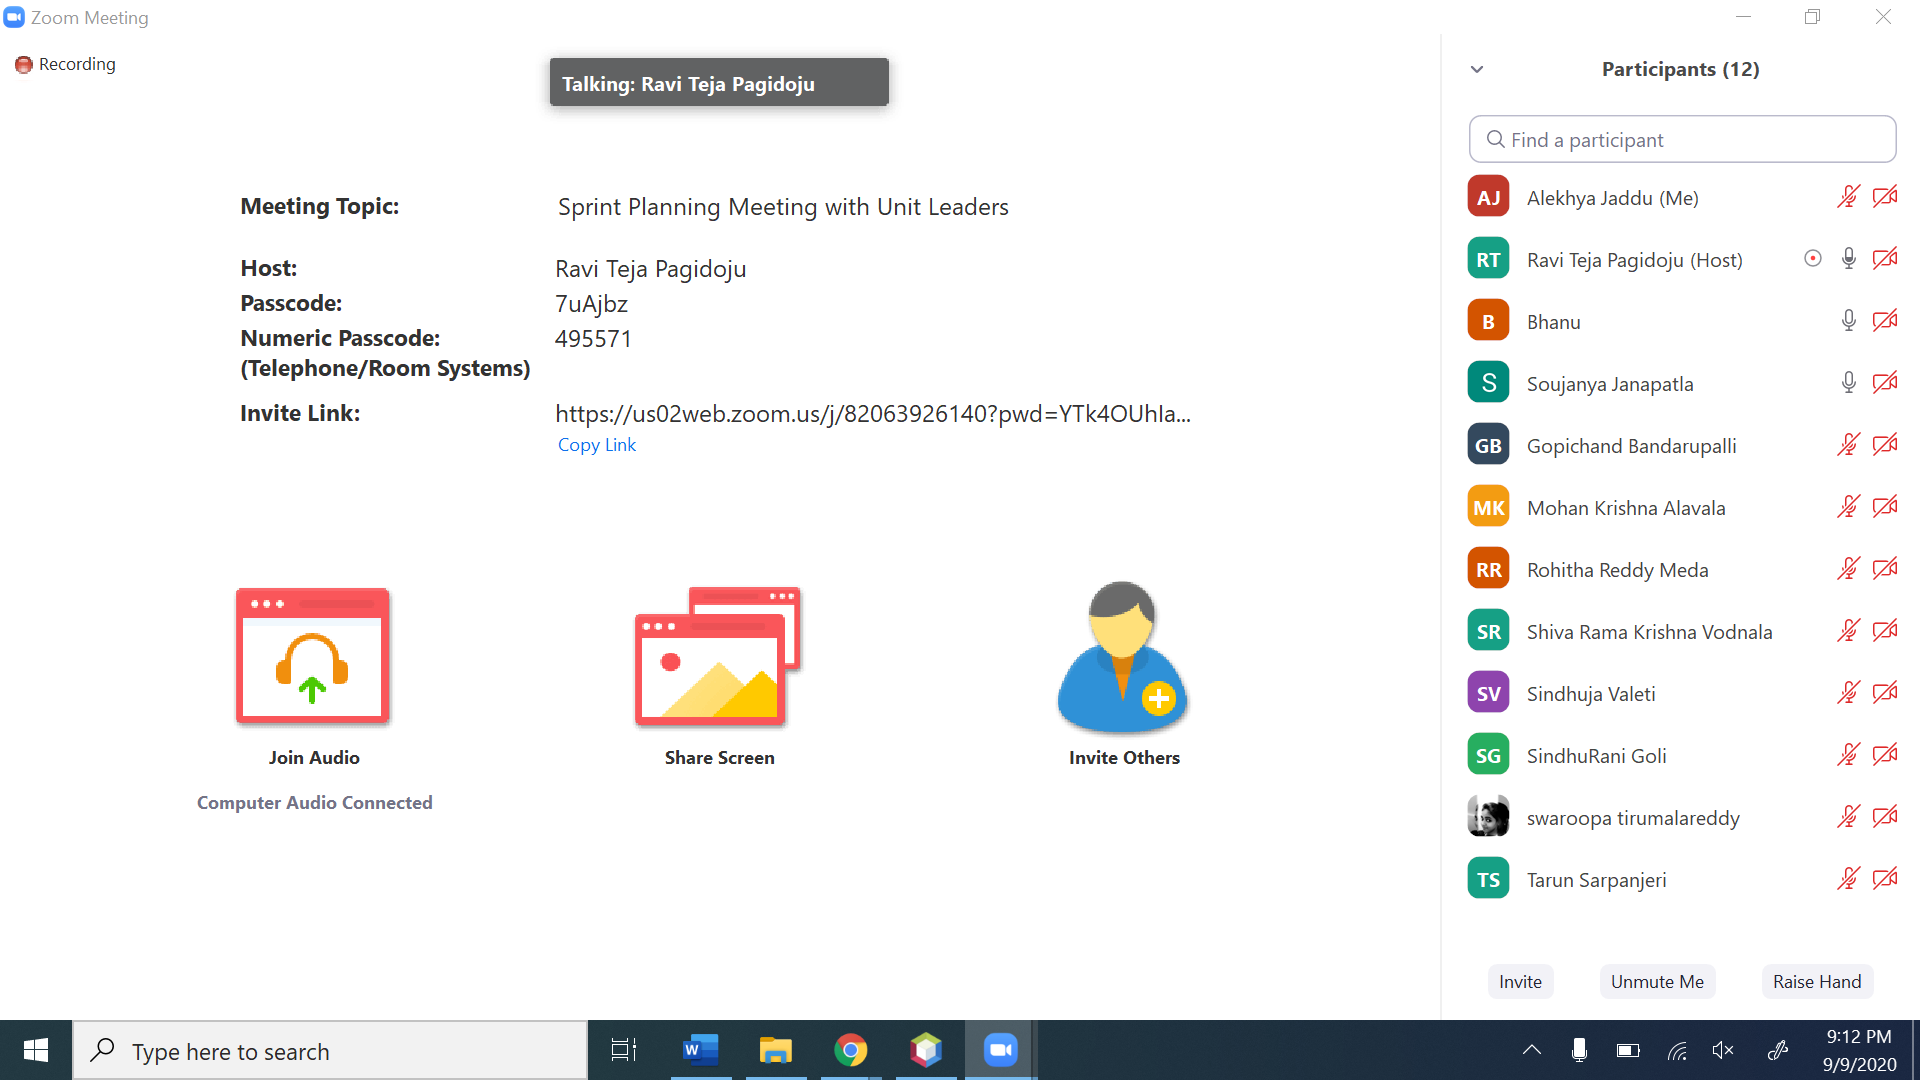 Zoom Meeting
Recording
Talking: Ravi Teja Pagidoju
Meeting Topic: Sprint Planning Meeting with Unit Leaders
Host: Ravi Teja Pagidoju
Passcode: 7uAjbz
Numeric Passcode: 495571
(Telephone/Room Systems)
Invite Link: https://us02web.zoom.us/j/82063926140?pwd=YTk4OUhIa...
Copy Link
Join Audio
Share Screen
Invite Others
Computer Audio Connected
Participants (12)
Find a participant
AJ Alekhya Jaddu (Me)
RT Ravi Teja Pagidoju (Host)
B Bhanu
S Soujanya Janapatla
GB Gopichand Bandarupalli
MK Mohan Krishna Alavala
RR Rohitha Reddy Meda
SR Shiva Rama Krishna Vodnala
SV Sindhuja Valeti
SG SindhuRani Goli
swaroopa tirumalareddy
TS Tarun Sarpanjeri
Invite
Unmute Me
Raise Hand
Type here to search
W
9:12 PM
9/9/2020